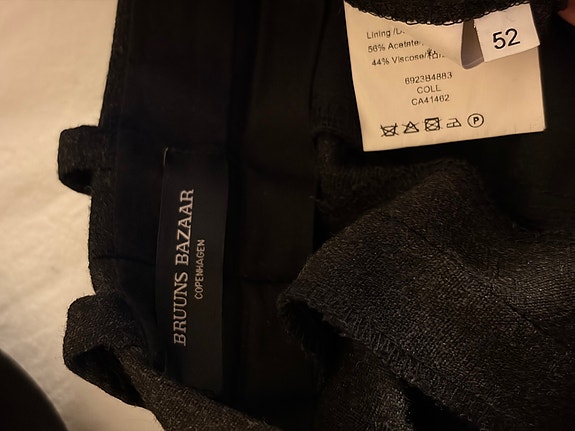 Lining /D
56% Acetate/
44% Viscose/
52
6923B4883
COLL
CA41462
P
BRUUNS BAZAAR
COPENHAGEN